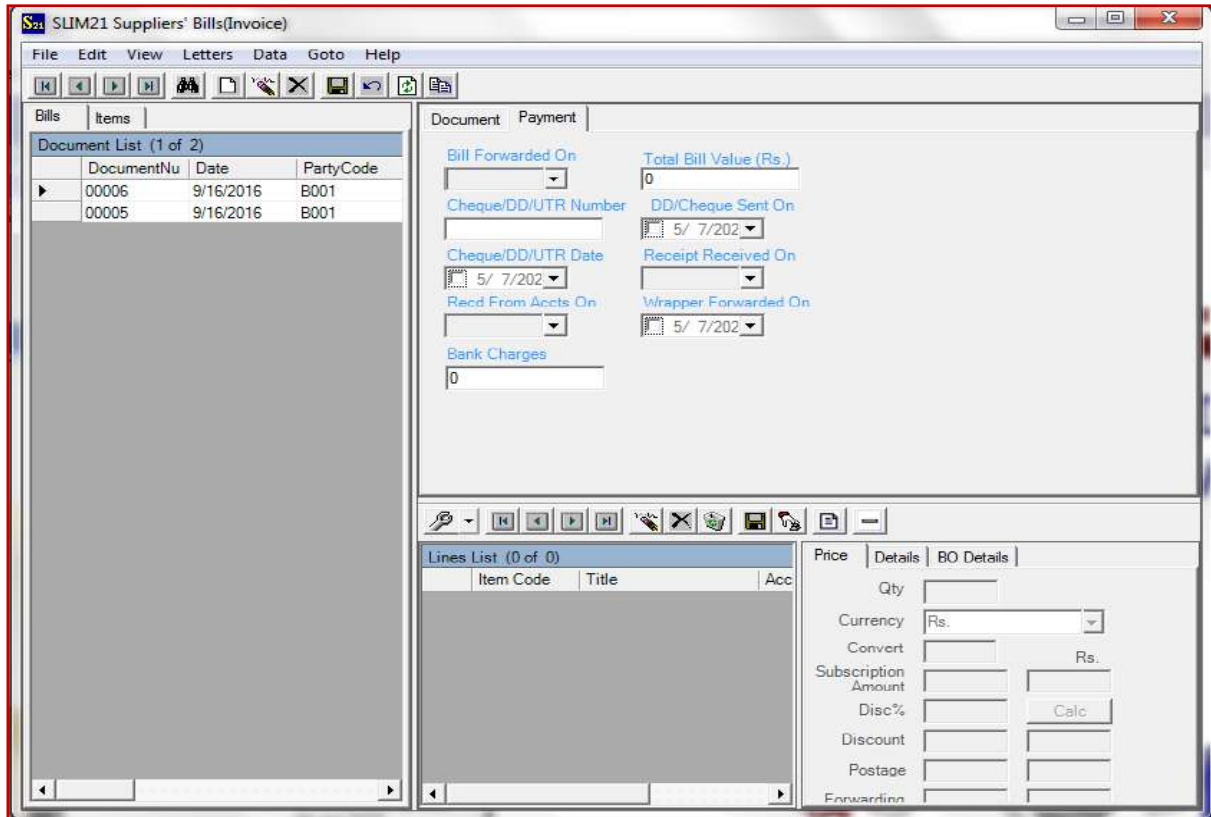 S21 SLIM21 Suppliers' Bills(Invoice)
File Edit View Letters Data Goto Help
Bills Items
Document List (1 of 2)
DocumentNu Date PartyCode
00006 9/16/2016 B001
00005 9/16/2016 B001
Document Payment
Bill Forwarded On Total Bill Value (Rs.)
0
Cheque/DD/UTR Number DD/Cheque Sent On
5/ 7/202
Cheque/DD/UTR Date Receipt Received On
5/ 7/202
Recd From Accts On Wrapper Forwarded On
5/ 7/202
Bank Charges
0
Lines List (0 of 0)
Item Code Title Acc
Price Details BO Details
Qty
Currency Rs.
Convert Rs.
Subscription
Amount
Disc% Calc
Discount
Postage
Forwarding